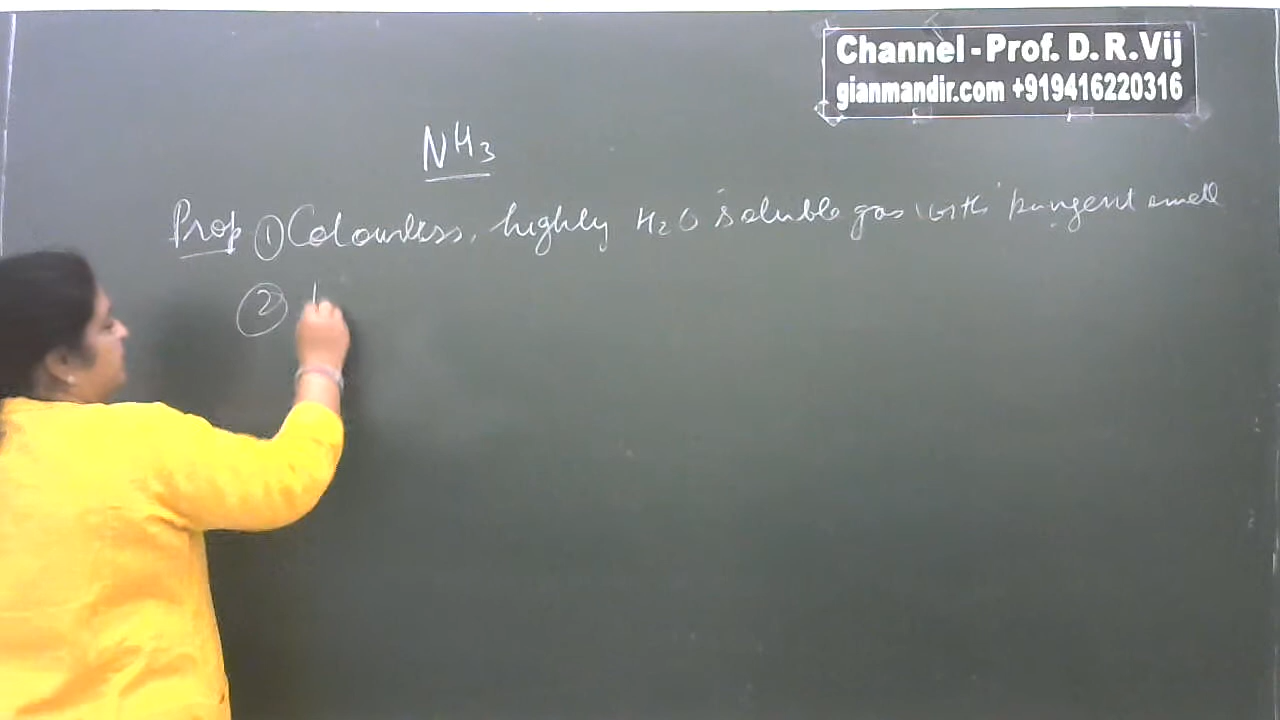 Channel - Prof. D.R.Vij
gianmandir.com +919416220316
NH3
Prop ① Colourless, highly H2O soluble gas with pungent smell
②